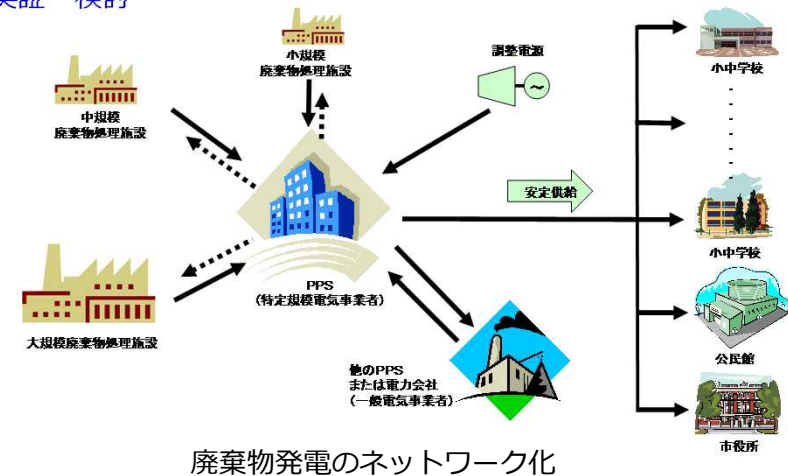 小規模
廃棄物処理施設
中規模
廃棄物処理施設
大規模廃棄物処理施設
調整電源
~
安定供給
PPS
(特定規模電気事業者)
他のPPS
または電力会社
(一般電気事業者)
小中学校
小中学校
公民館
市役所
廃棄物発電のネットワーク化